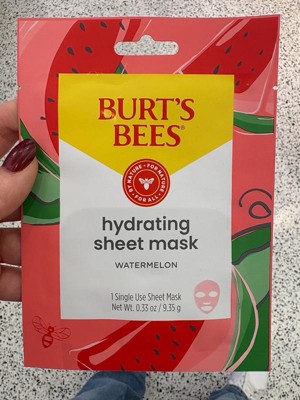 BURT'S
BEES®
BY NATURE • FOR NATURE • FOR ALL •
hydrating
sheet mask
WATERMELON
1 Single Use Sheet Mask
Net Wt. 0.33 oz / 9.35 g